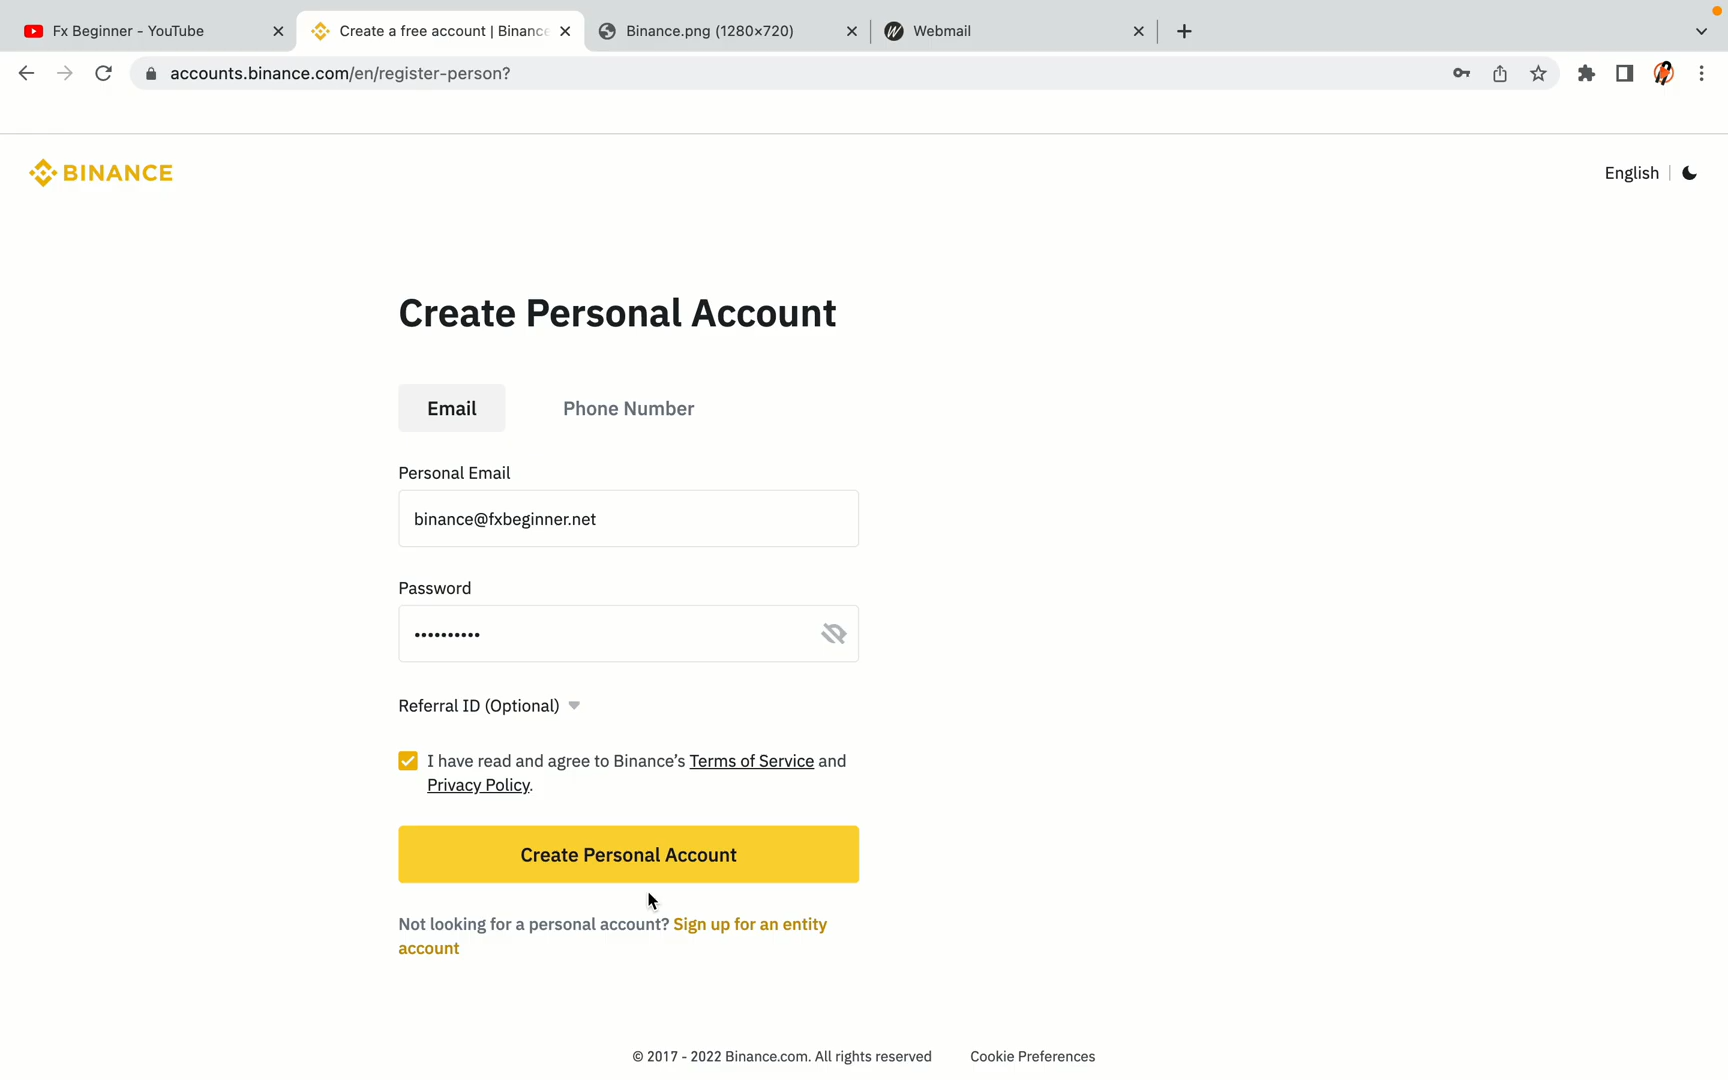 Fx Beginner - YouTube
Create a free account | Binance
Binance.png (1280×720)
Webmail
accounts.binance.com/en/register-person?
BINANCE
English
Create Personal Account
Email
Phone Number
Personal Email
binance@fxbeginner.net
Password
••••••••••
Referral ID (Optional)
I have read and agree to Binance’s Terms of Service and
Privacy Policy.
Create Personal Account
Not looking for a personal account? Sign up for an entity
account
© 2017 - 2022 Binance.com. All rights reserved
Cookie Preferences